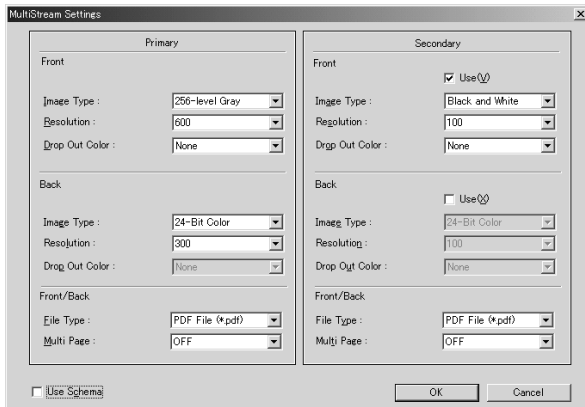 MultiStream Settings
Primary
Front
Image Type : 256-level Gray
Resolution : 600
Drop Out Color : None
Back
Image Type : 24-Bit Color
Resolution : 300
Drop Out Color : None
Front/Back
File Type : PDF File (*.pdf)
Multi Page : OFF
Secondary
Front
Use(V)
Image Type : Black and White
Resolution : 100
Drop Out Color : None
Back
Use(X)
Image Type : 24-Bit Color
Resolution : 100
Drop Out Color : None
Front/Back
File Type : PDF File (*.pdf)
Multi Page : OFF
Use Schema
OK
Cancel